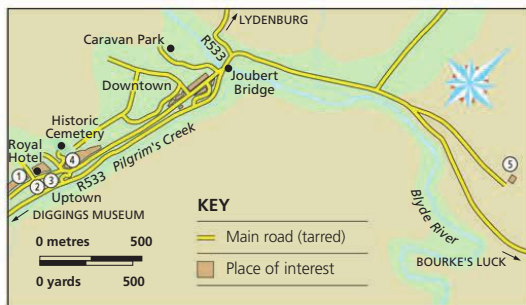 LYDENBURG
Caravan Park
R533
Joubert
Bridge
Downtown
Historic
Cemetery
Royal
Hotel
1
2
3
4
Uptown
R533
Pilgrim's Creek
DIGGINGS MUSEUM
5
Blyde River
BOURKE'S LUCK
KEY
Main road (tarred)
Place of interest
0 metres 500
0 yards 500